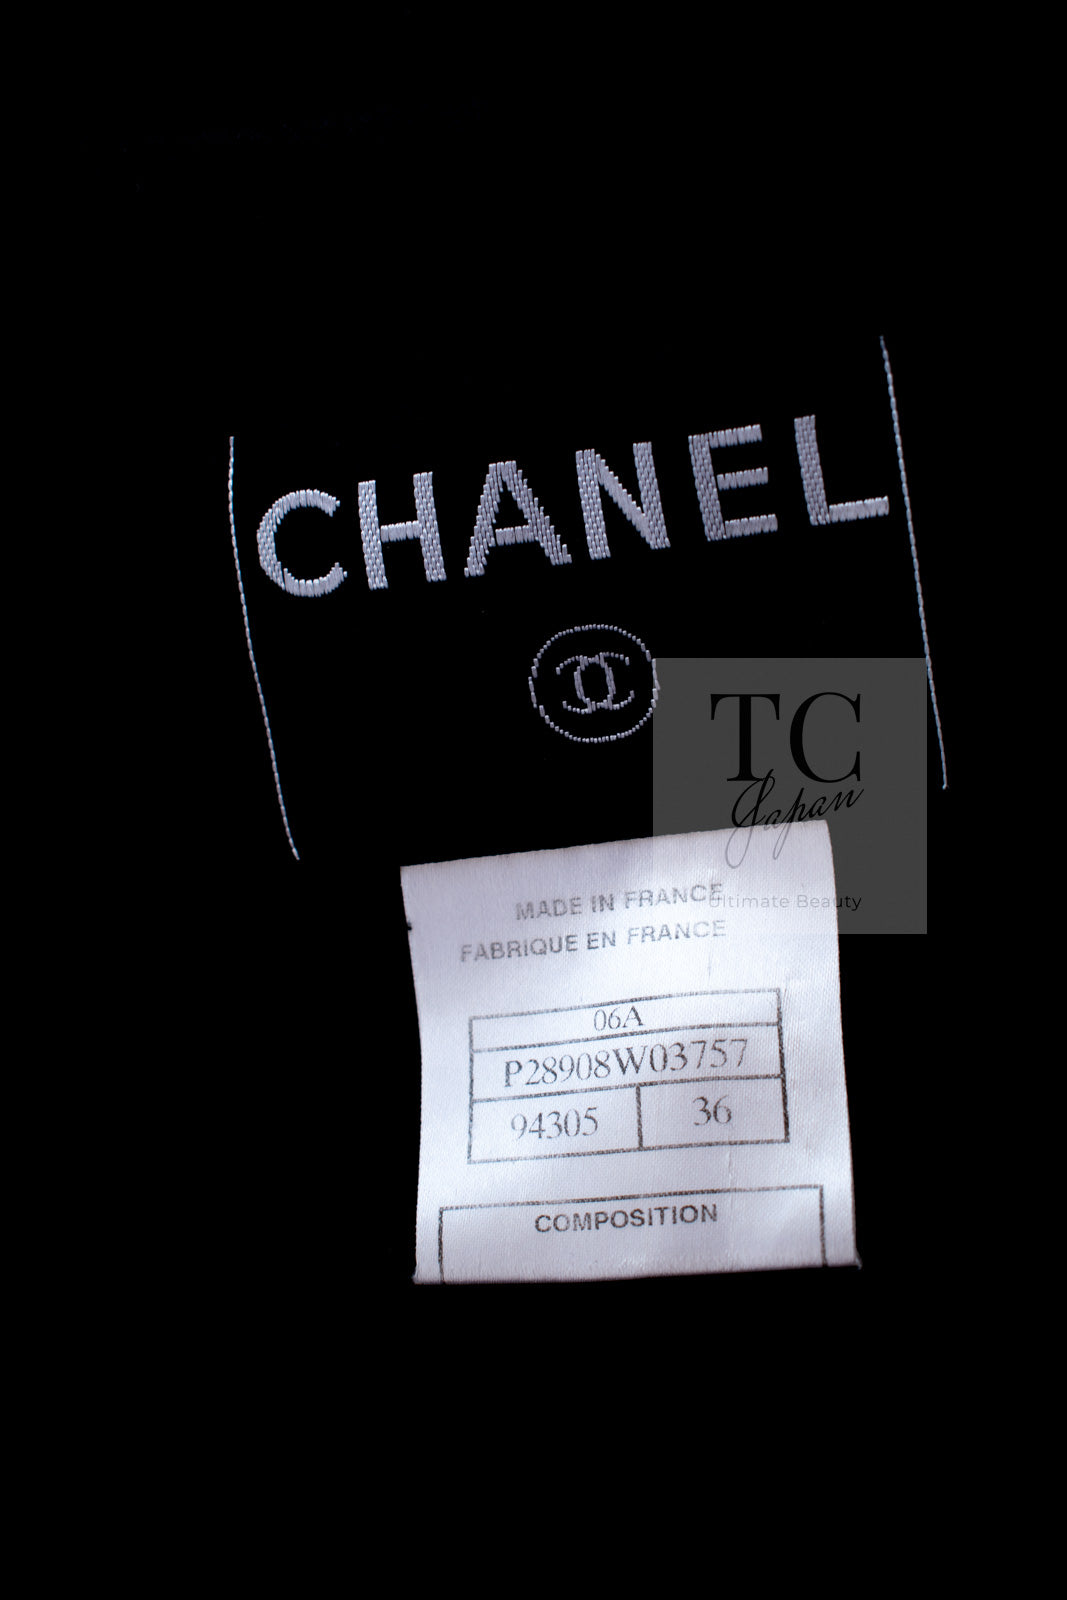 CHANEL
TC
Japan
Ultimate Beauty
MADE IN FRANCE
FABRIQUE EN FRANCE
06A
P28908W03757
94305 36
COMPOSITION